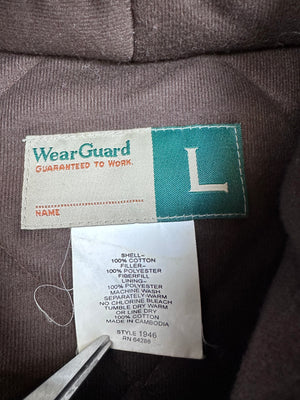 WearGuard
GUARANTEED TO WORK.
L
NAME
SHELL-
100% COTTON
FILLER-
100% POLYESTER
FIBERFILL
LINING-
100% POLYESTER
MACHINE WASH
SEPARATELY-WARM
NO CHLORINE BLEACH
TUMBLE DRY WARM
OR LINE DRY
100% COTTON
MADE IN CAMBODIA
STYLE 1946
RN 64288